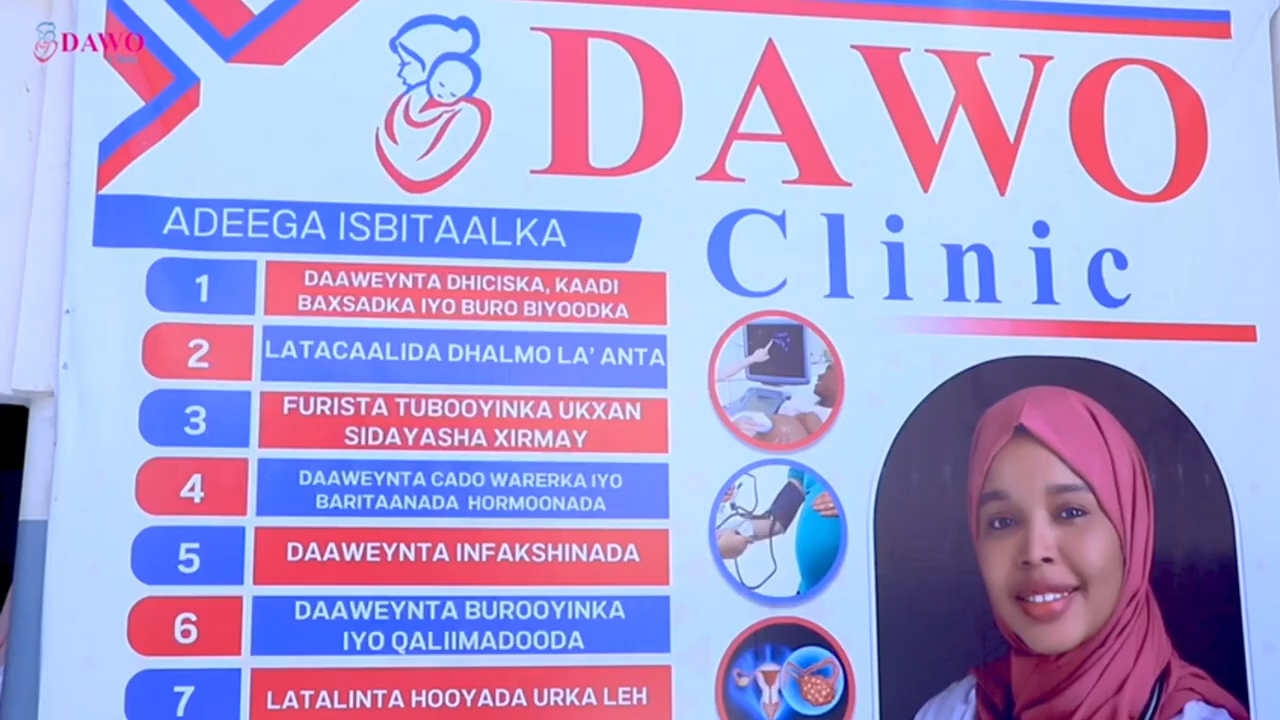 DAWO
DAWO
Clinic
ADEEGA ISBITAALKA
1
DAAWEYNTA DHICISKA, KAADI
BAXSADKA IYO BURO BIYOODKA
2
LATACAALIDA DHALMO LA' ANTA
3
FURISTA TUBOOYINKA UKXAN
SIDAYASHA XIRMAY
4
DAAWEYNTA CADO WARERKA IYO
BARITAANADA HORMOONADA
5
DAAWEYNTA INFAKSHINADA
6
DAAWEYNTA BUROOYINKA
IYO QALIIMADOODA
7
LATALINTA HOOYADA URKA LEH